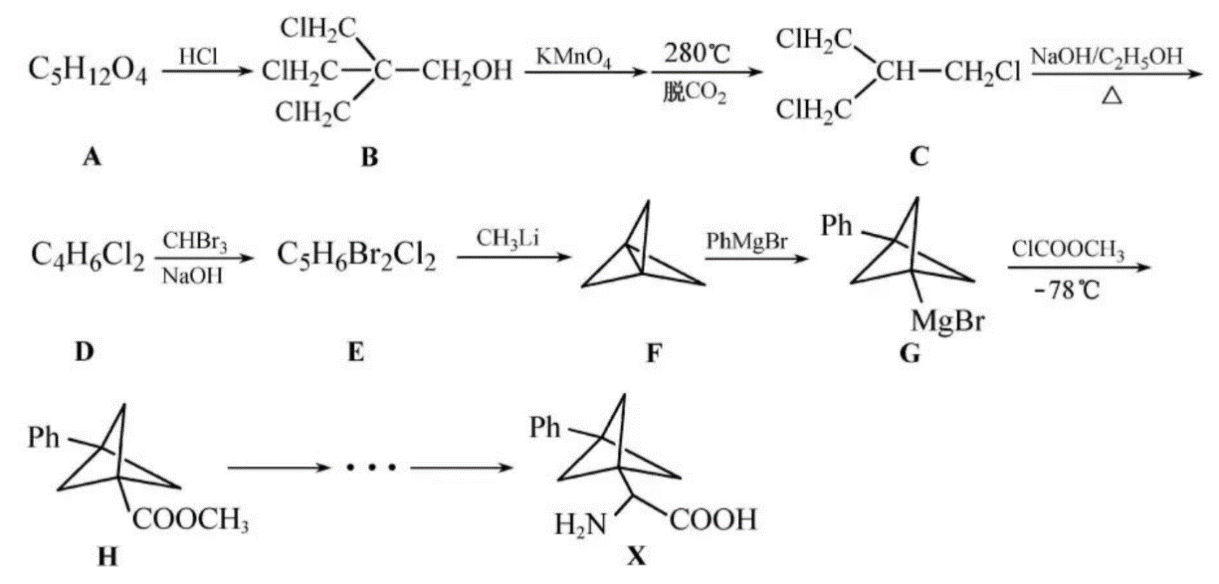 C₅H₁₂O₄ HCl ClH₂C ClH₂C—C—CH₂OH ClH₂C KMnO₄ 280℃ 脱CO₂ ClH₂C ClH₂C CH—CH₂Cl NaOH/C₂H₅OH △
A B C
C₄H₆Cl₂ CHBr₃ NaOH C₅H₆Br₂Cl₂ CH₃Li PhMgBr Ph MgBr ClCOOCH₃ -78℃
D E F G
Ph COOCH₃ ··· Ph H₂N COOH
H X